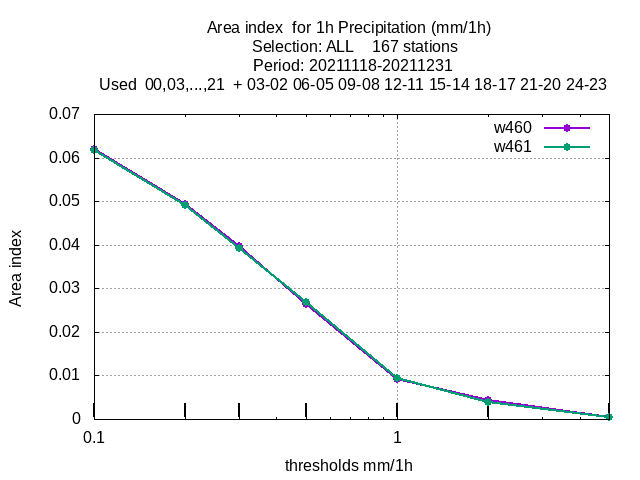 Area index  for 1h Precipitation (mm/1h)
Selection: ALL    167 stations
Period: 20211118-20211231
Used  00,03,...,21  + 03-02 06-05 09-08 12-11 15-14 18-17 21-20 24-23
w460
w461
0.07
0.06
0.05
0.04
0.03
0.02
0.01
0
Area index
0.1
1
thresholds mm/1h